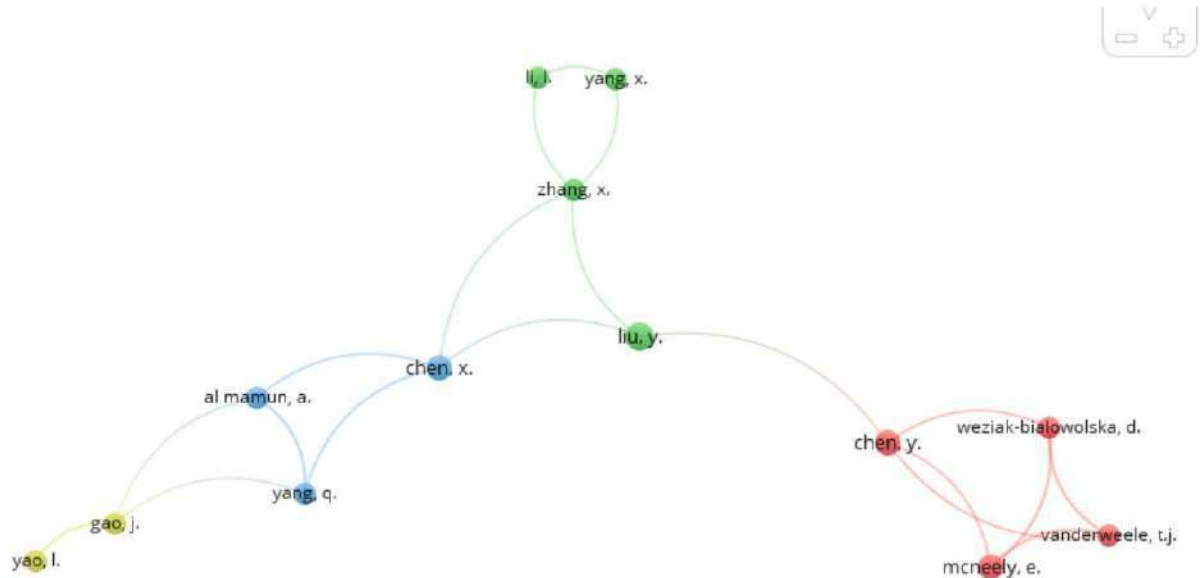 li, l.
yang, x.
zhang, x.
liu, y.
chen, x.
al mamun, a.
weziak-bialowolska, d.
chen, y.
yang, q.
gao, j.
vanderweele, t.j.
yao, l.
mcneely, e.